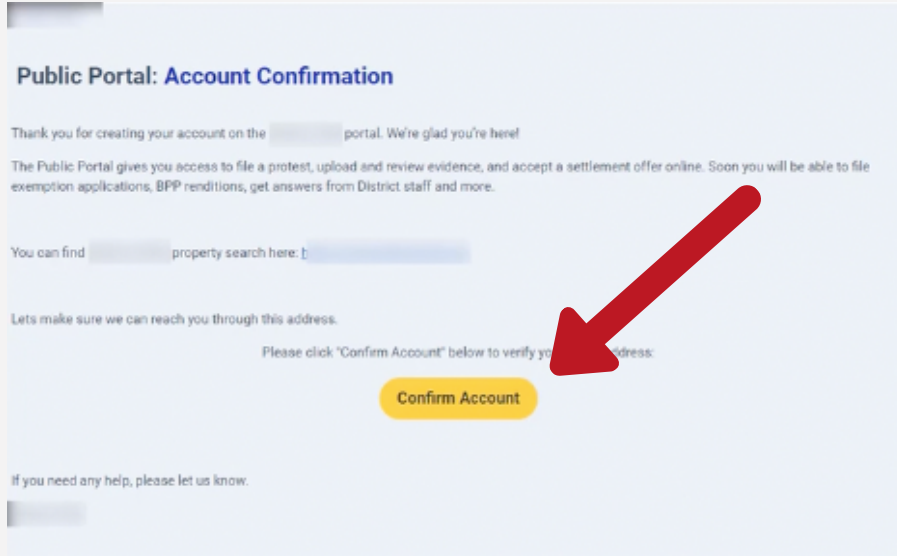 Public Portal: Account Confirmation
Thank you for creating your account on the portal. We're glad you're here!
The Public Portal gives you access to file a protest, upload and review evidence, and accept a settlement offer online. Soon you will be able to file
exemption applications, BPP renditions, get answers from District staff and more.
You can find property search here:
Lets make sure we can reach you through this address.
Please click "Confirm Account" below to verify
Confirm Account
If you need any help, please let us know.